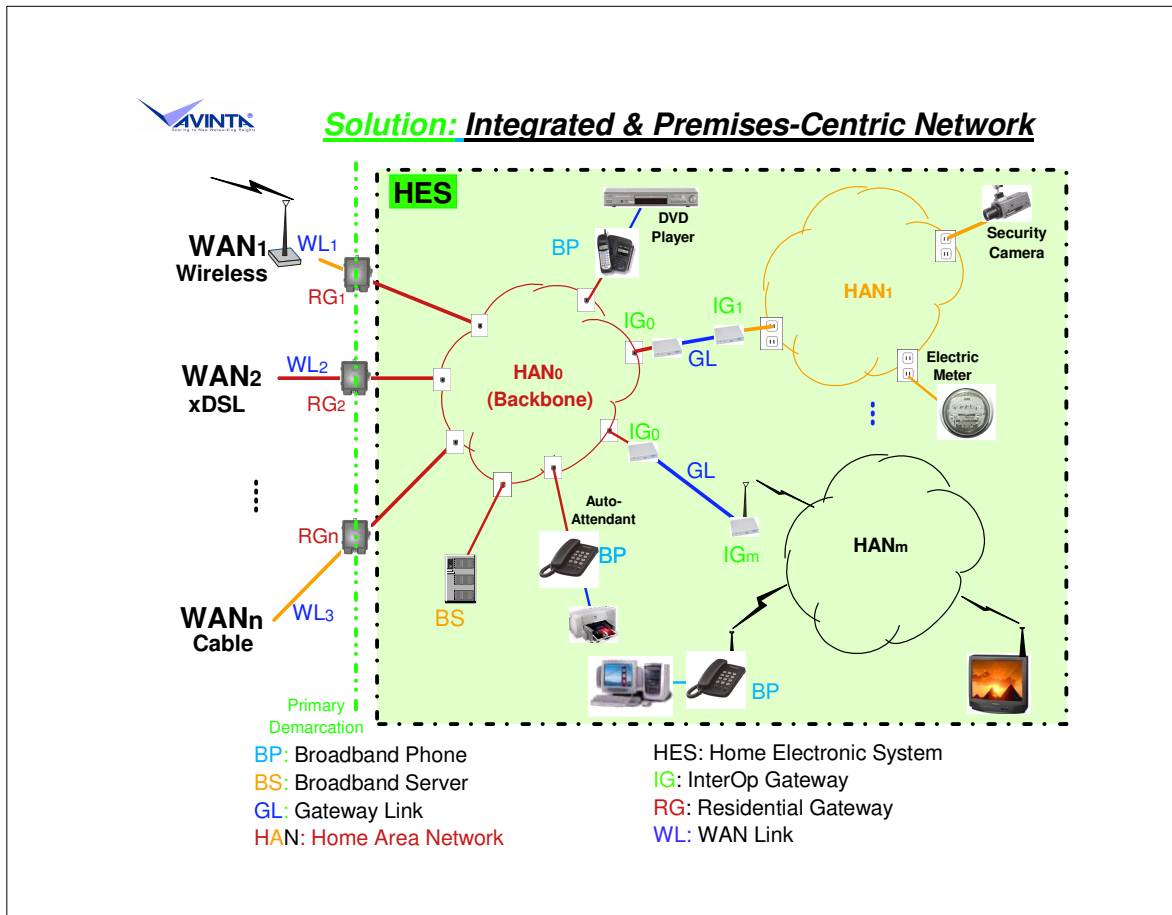 AVINTA
Soaring to New Networking Heights
Solution: Integrated & Premises-Centric Network
HES
DVD
Player
BP
WAN1
Wireless
WL1
RG1
Security
Camera
HAN1
IG1
IG0
GL
WAN2
xDSL
WL2
RG2
HAN0
(Backbone)
Electric
Meter
IG0
GL
Auto-
Attendant
BP
RGn
IGm
HANm
BS
WL3
WANn
Cable
BP
Primary
Demarcation
BP: Broadband Phone
BS: Broadband Server
GL: Gateway Link
HAN: Home Area Network
HES: Home Electronic System
IG: InterOp Gateway
RG: Residential Gateway
WL: WAN Link